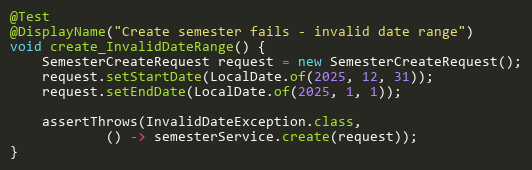 @Test
@DisplayName("Create semester fails - invalid date range")
void create_InvalidDateRange() {
    SemesterCreateRequest request = new SemesterCreateRequest();
    request.setStartDate(LocalDate.of(2025, 12, 31));
    request.setEndDate(LocalDate.of(2025, 1, 1));

    assertThrows(InvalidDateException.class,
            () -> semesterService.create(request));
}